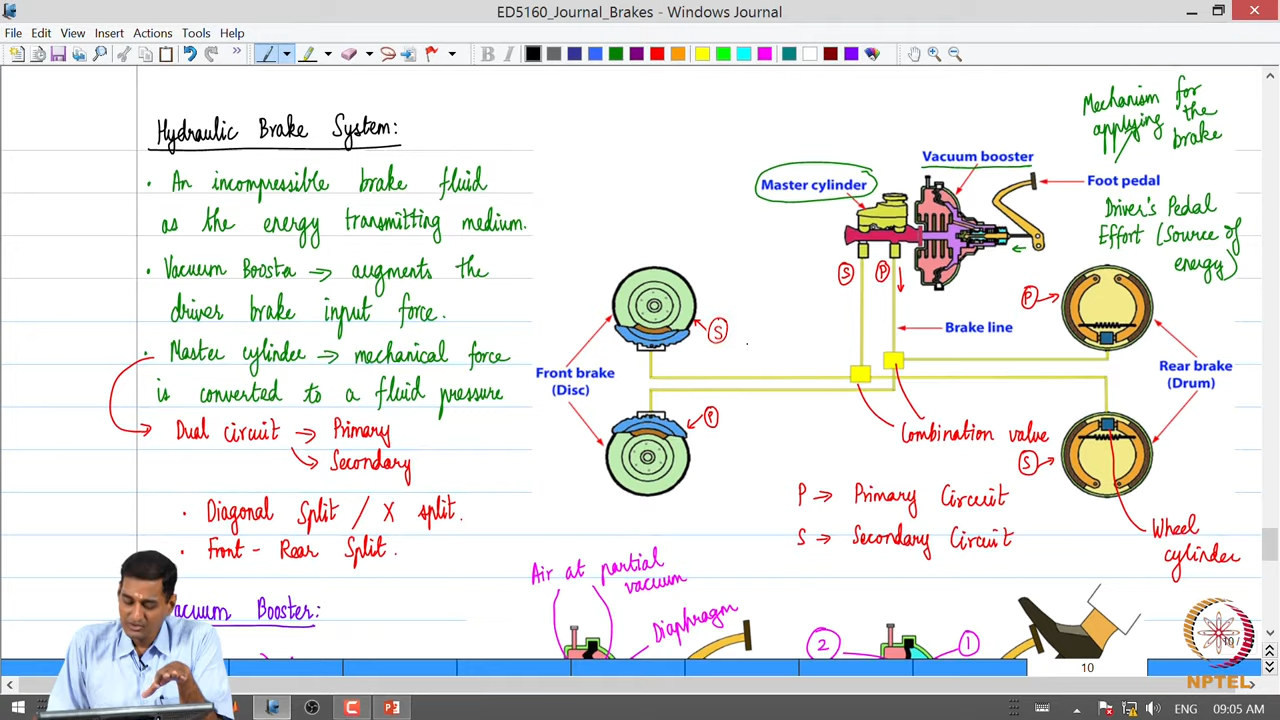 ED5160_Journal_Brakes - Windows Journal
File Edit View Insert Actions Tools Help
Hydraulic Brake System:
· An incompressible brake fluid
as the energy transmitting medium.
· Vacuum Booster → augments the
driver brake input force.
· Master cylinder → mechanical force
is converted to a fluid pressure
Dual circuit → Primary
→ Secondary
· Diagonal Split / X split.
· Front - Rear Split.
Vacuum Booster:
Mechanism for
applying the
brake
Vacuum booster
Master cylinder
Foot pedal
Driver's Pedal
Effort (Source of
energy)
S P
P
S
Brake line
Front brake
(Disc)
Rear brake
(Drum)
P
Combination valve
S
P → Primary Circuit
S → Secondary Circuit
Wheel
cylinder
Air at partial
vacuum
Diaphragm
2 1
10
NPTEL
ENG 09:05 AM